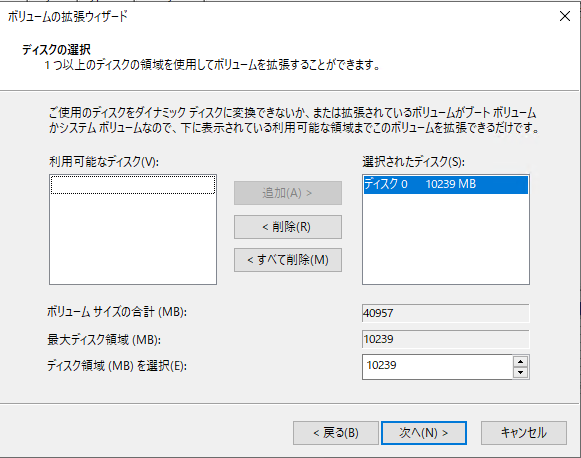 ボリュームの拡張ウィザード
ディスクの選択
1 つ以上のディスクの領域を使用してボリュームを拡張することができます。
ご使用のディスクをダイナミック ディスクに変換できないか、または拡張されているボリュームがブート ボリューム
かシステム ボリュームなので、下に表示されている利用可能な領域までこのボリュームを拡張できるだけです。
利用可能なディスク(V):
選択されたディスク(S):
ディスク 0 10239 MB
追加(A) >
< 削除(R)
< すべて削除(M)
ボリューム サイズの合計 (MB): 40957
最大ディスク領域 (MB): 10239
ディスク領域 (MB) を選択(E): 10239
< 戻る(B) 次へ(N) > キャンセル